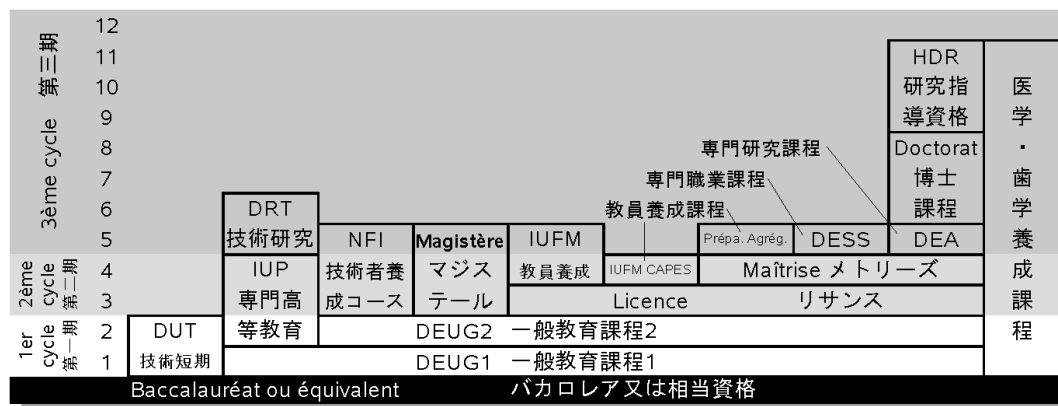 3ème cycle 第三期
2ème cycle 第二期
1er cycle 第一期
12
11
10
9
8
7
6
5
4
3
2
1
HDR
研究指
導資格
Doctorat
博士
課程
DEA
医学・歯学養成課程
専門研究課程
専門職業課程
教員養成課程
DRT
技術研究
NFI
Magistère
IUFM
Prépa. Agrég.
DESS
IUP
専門高
等教育
技術者養
成コース
マジス
テール
教員養成
IUFM CAPES
Maîtrise メトリーズ
Licence リサンス
DUT
技術短期
DEUG2 一般教育課程2
DEUG1 一般教育課程1
Baccalauréat ou équivalent バカロレア又は相当資格